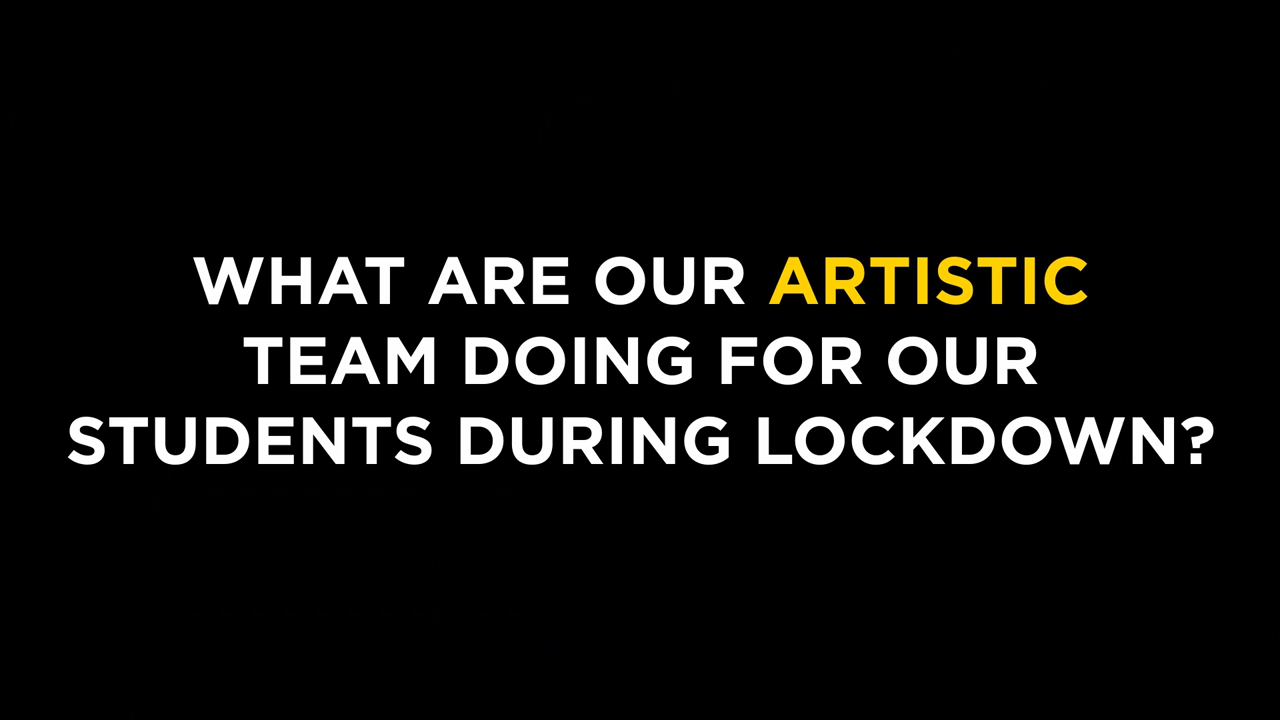 WHAT ARE OUR ARTISTIC
TEAM DOING FOR OUR
STUDENTS DURING LOCKDOWN?